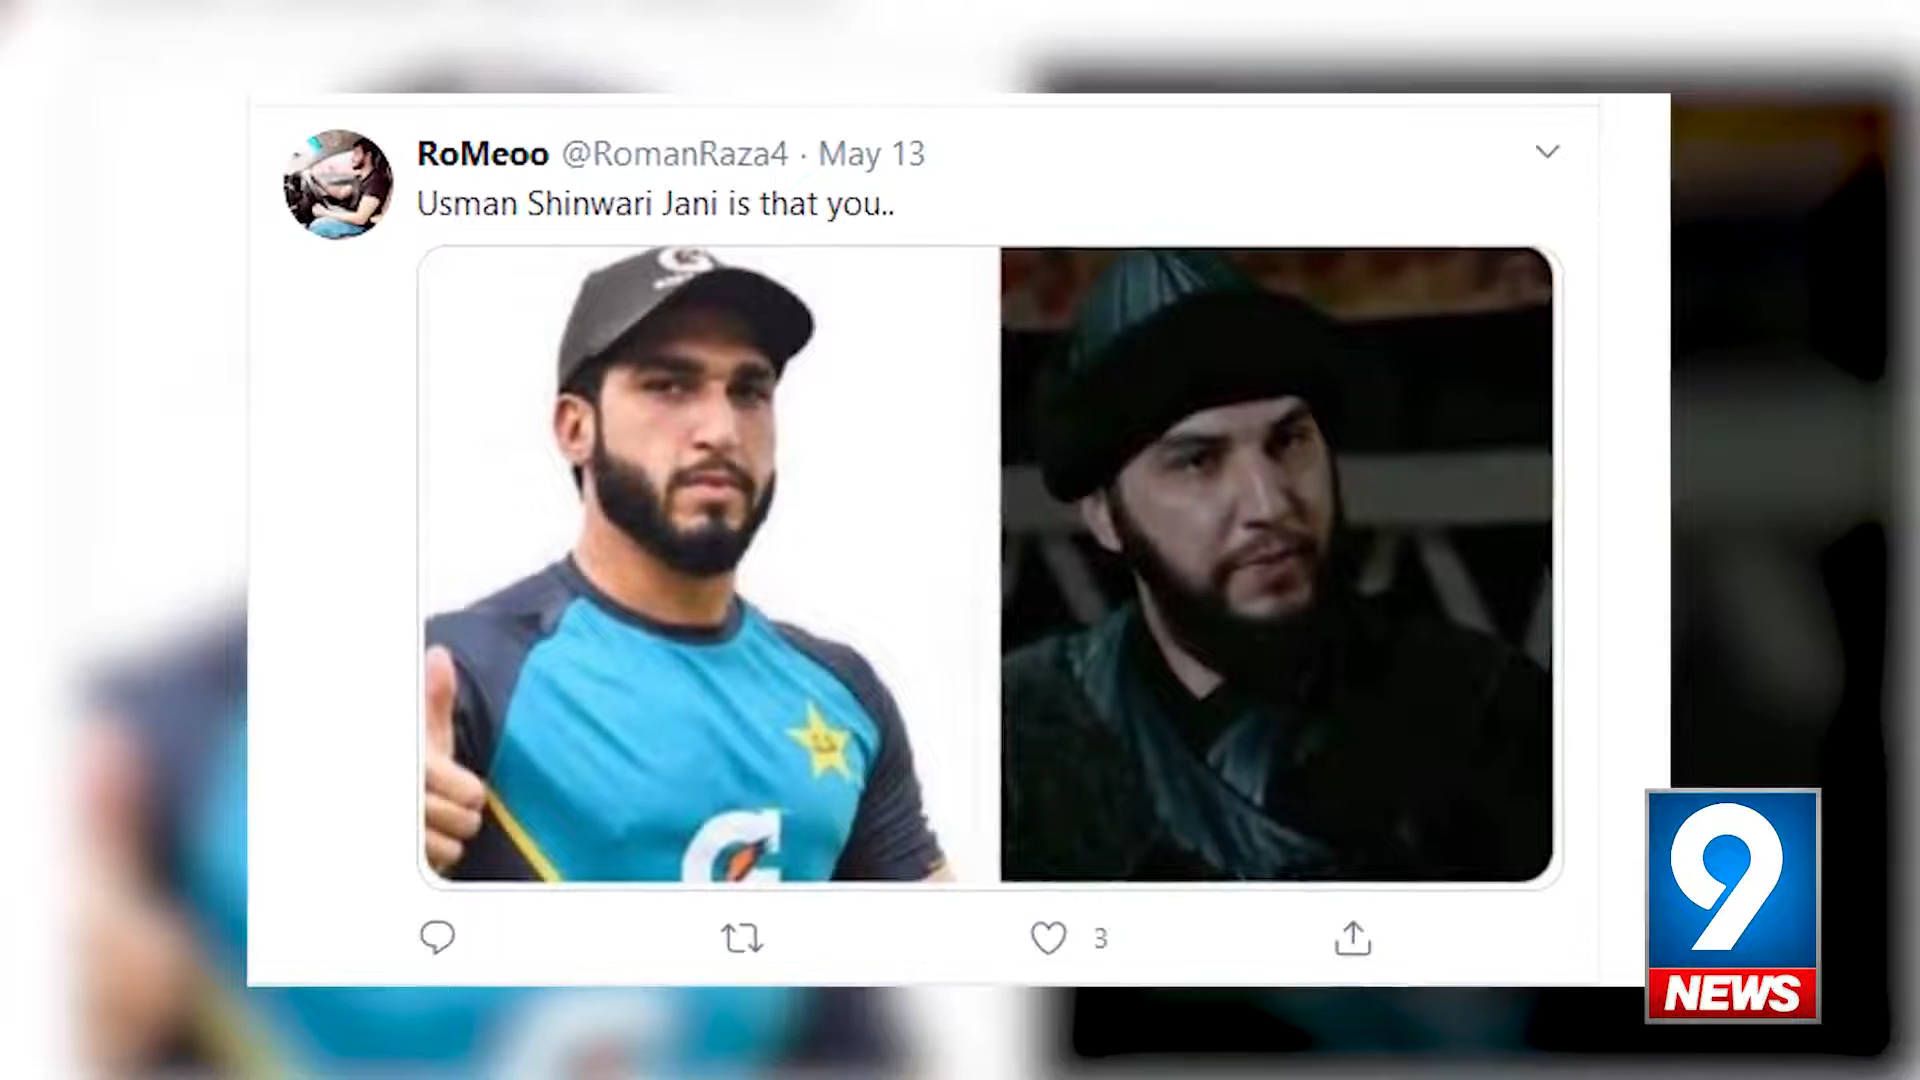 RoMeoo @RomanRaza4 · May 13
Usman Shinwari Jani is that you..
3
9
NEWS